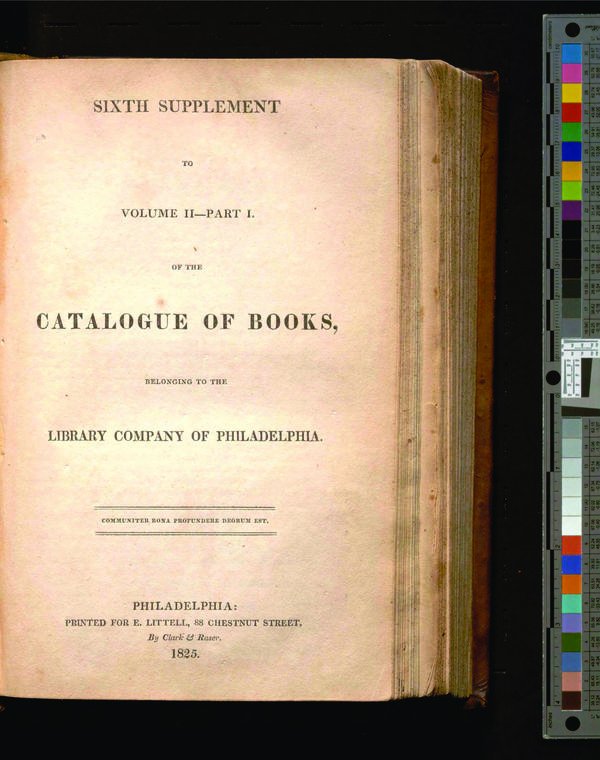 SIXTH SUPPLEMENT
TO
VOLUME II—PART I.
OF THE
CATALOGUE OF BOOKS,
BELONGING TO THE
LIBRARY COMPANY OF PHILADELPHIA.
COMMUNITER BONA PROFUNDERE DEORUM EST.
PHILADELPHIA:
PRINTED FOR E. LITTELL, 88 CHESTNUT STREET,
By Clark & Raser.
1825.